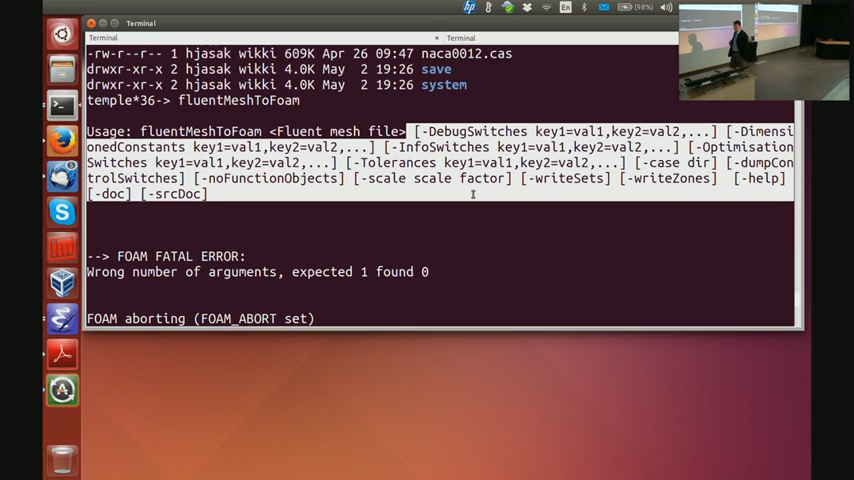 Terminal
En
(98%)
Terminal
Terminal
-rw-r--r-- 1 hjasak wikki 609K Apr 26 09:47 naca0012.cas
drwxr-xr-x 2 hjasak wikki 4.0K May  2 19:26 save
drwxr-xr-x 2 hjasak wikki 4.0K May  2 19:26 system
temple*36-> fluentMeshToFoam
Usage: fluentMeshToFoam <Fluent mesh file> [-DebugSwitches key1=val1,key2=val2,...] [-Dimensi
onedConstants key1=val1,key2=val2,...] [-InfoSwitches key1=val1,key2=val2,...] [-Optimisation
Switches key1=val1,key2=val2,...] [-Tolerances key1=val1,key2=val2,...] [-case dir] [-dumpCon
trolSwitches] [-noFunctionObjects] [-scale scale factor] [-writeSets] [-writeZones]  [-help]
[-doc] [-srcDoc]
--> FOAM FATAL ERROR:
Wrong number of arguments, expected 1 found 0
FOAM aborting (FOAM_ABORT set)